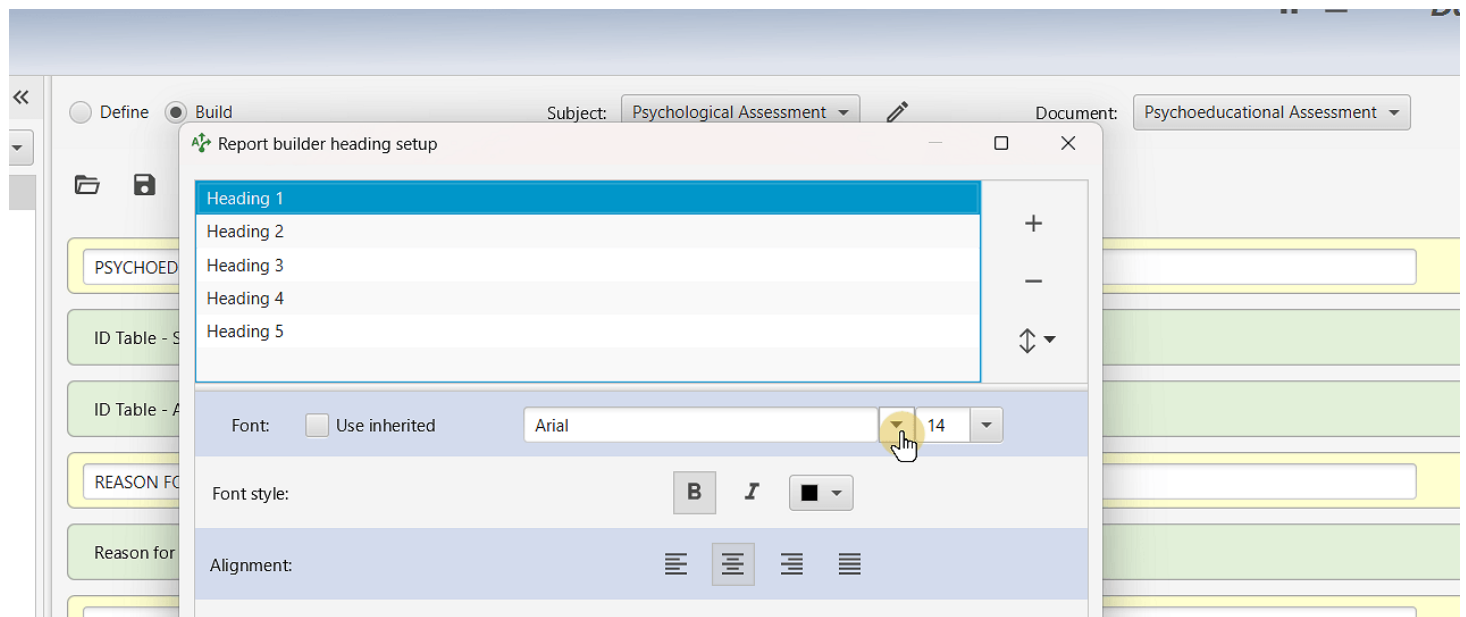 Define Build Subject: Psychological Assessment Document: Psychoeducational Assessment
Report builder heading setup
Heading 1
Heading 2
Heading 3
Heading 4
Heading 5
PSYCHOED
ID Table - S
ID Table - A
REASON FO
Reason for
Font: Use inherited Arial 14
Font style: B I
Alignment: